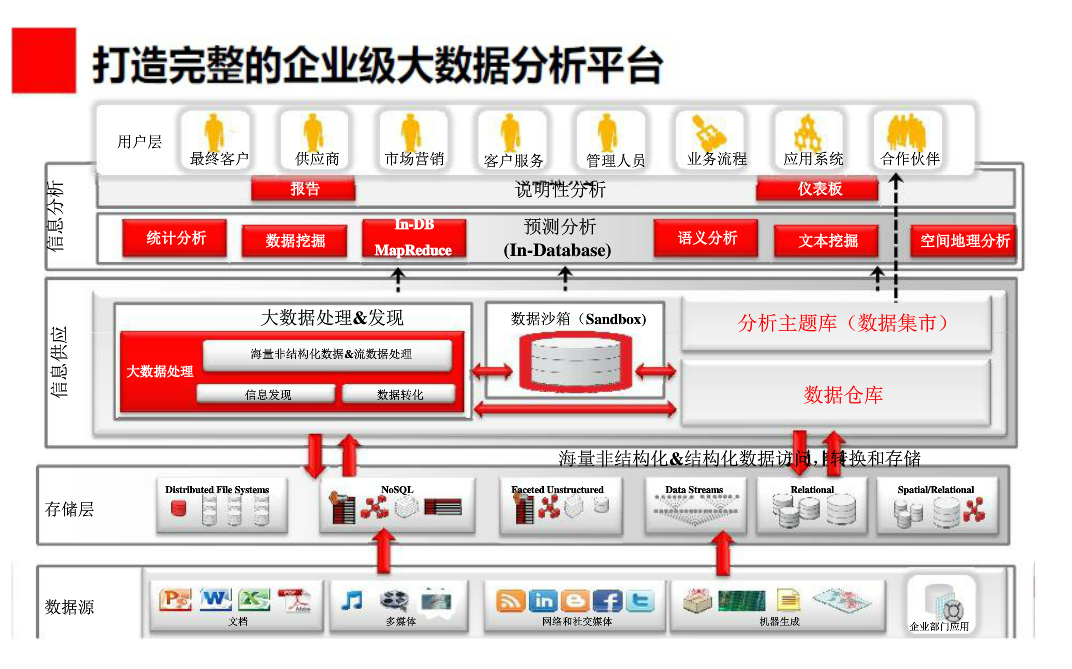 打造完整的企业级大数据分析平台
用户层
最终客户
供应商
市场营销
客户服务
管理人员
业务流程
应用系统
合作伙伴
信息分析
报告
说明性分析
仪表板
统计分析
数据挖掘
In-DB
MapReduce
预测分析
(In-Database)
语义分析
文本挖掘
空间地理分析
信息供应
大数据处理&发现
大数据处理
海量非结构化数据&流数据处理
信息发现
数据转化
数据沙箱（Sandbox)
分析主题库（数据集市）
数据仓库
海量非结构化&结构化数据访问，转换和存储
存储层
Distributed File Systems
NoSQL
Faceted Unstructured
Data Streams
Relational
Spatial/Relational
数据源
文档
多媒体
网络和社交媒体
机器生成
企业部门应用